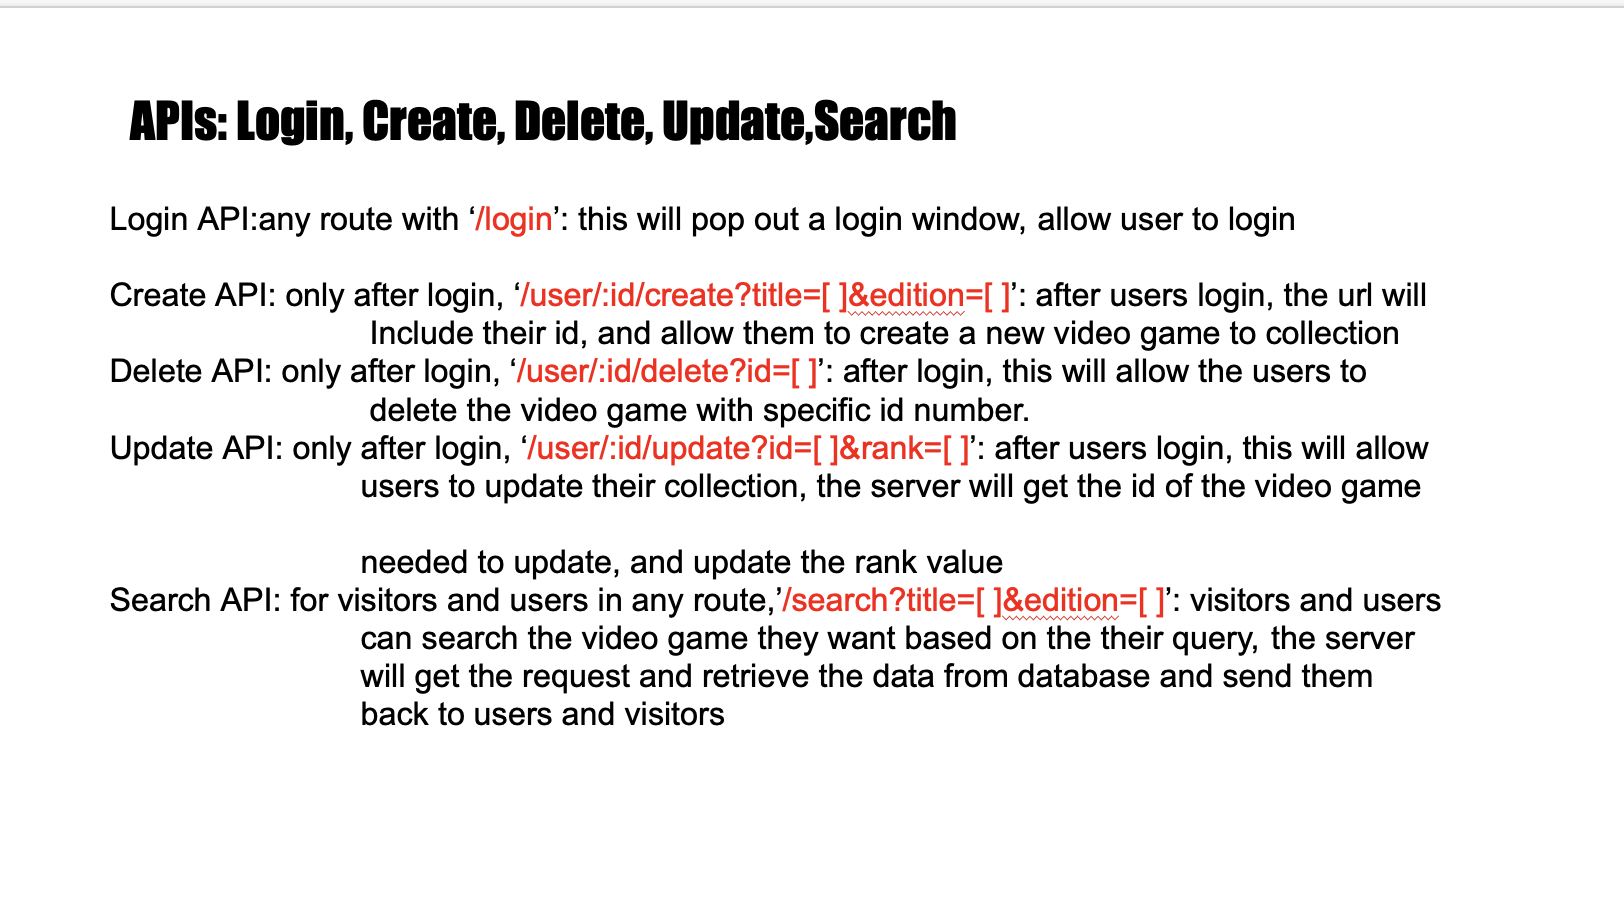 APIs: Login, Create, Delete, Update,Search
Login API:any route with ‘/login’: this will pop out a login window, allow user to login
Create API: only after login, ‘/user/:id/create?title=[ ]&edition=[ ]’: after users login, the url will
Include their id, and allow them to create a new video game to collection
Delete API: only after login, ‘/user/:id/delete?id=[ ]’: after login, this will allow the users to
delete the video game with specific id number.
Update API: only after login, ‘/user/:id/update?id=[ ]&rank=[ ]’: after users login, this will allow
users to update their collection, the server will get the id of the video game
needed to update, and update the rank value
Search API: for visitors and users in any route,’/search?title=[ ]&edition=[ ]’: visitors and users
can search the video game they want based on the their query, the server
will get the request and retrieve the data from database and send them
back to users and visitors